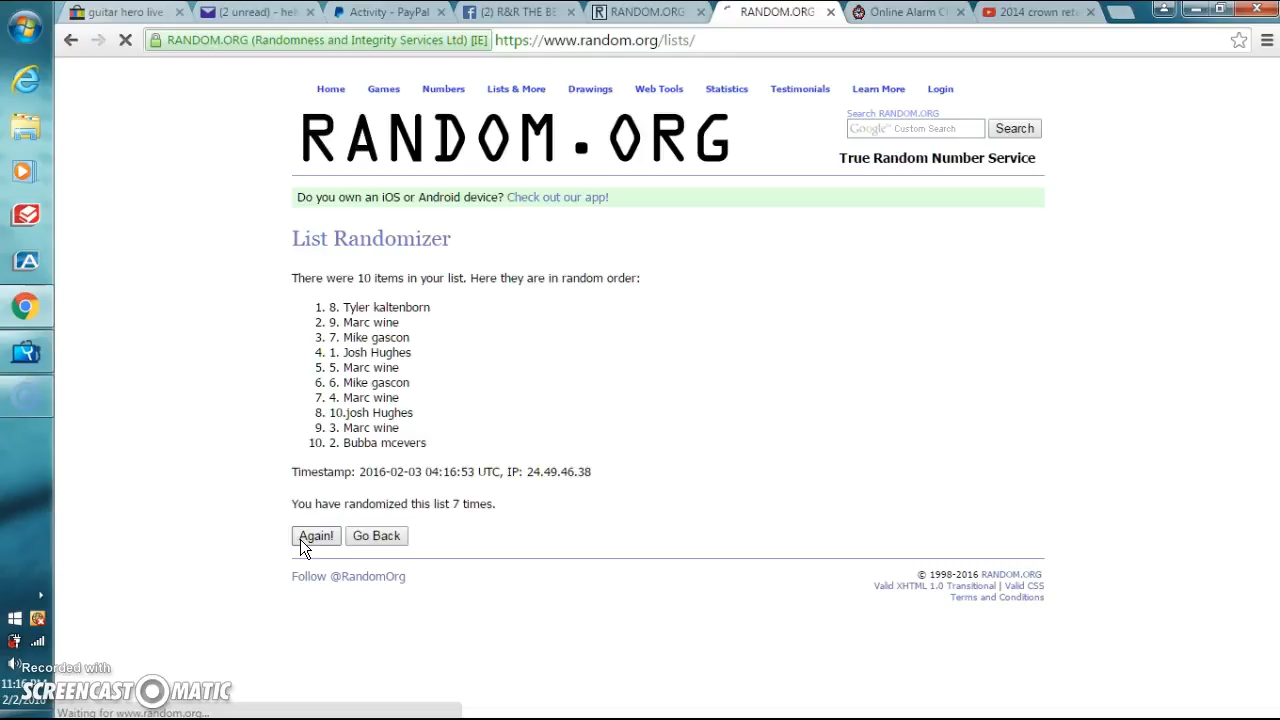 guitar hero live
(2 unread) - hel
Activity - PayPal
(2) R&R THE BE
RANDOM.ORG
RANDOM.ORG
Online Alarm C
2014 crown ret
RANDOM.ORG (Randomness and Integrity Services Ltd) [IE] https://www.random.org/lists/
Home Games Numbers Lists & More Drawings Web Tools Statistics Testimonials Learn More Login
Search RANDOM.ORG
RANDOM.ORG
Google™ Custom Search Search
True Random Number Service
Do you own an iOS or Android device? Check out our app!
List Randomizer
There were 10 items in your list. Here they are in random order:
1. 8. Tyler kaltenborn
2. 9. Marc wine
3. 7. Mike gascon
4. 1. Josh Hughes
5. 5. Marc wine
6. 6. Mike gascon
7. 4. Marc wine
8. 10.josh Hughes
9. 3. Marc wine
10. 2. Bubba mcevers
Timestamp: 2016-02-03 04:16:53 UTC, IP: 24.49.46.38
You have randomized this list 7 times.
Again! Go Back
Follow @RandomOrg
© 1998-2016 RANDOM.ORG
Valid XHTML 1.0 Transitional | Valid CSS
Terms and Conditions
Recorded with
SCREENCAST-O-MATIC
11:16 P
2/2/2016
Waiting for www.random.org...